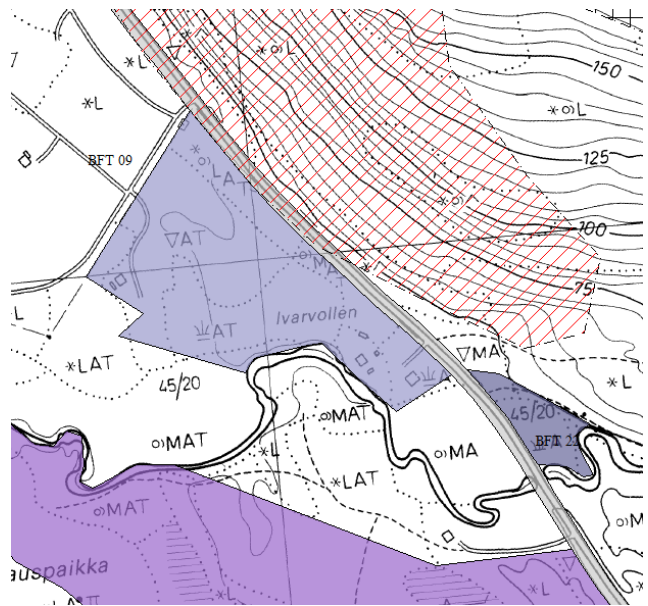 *L
*L
BFT 09
*o)L
150
*o)L
125
LAT
AT
*o)
100
75
MA
AT
Ivarvollen
L
MA
*LAT
45/20
*L
45/20
BFT 22
o)MAT
o)MAT
o)MA
*L
*LAT
o)MAT
o)M
auspaikka
*L